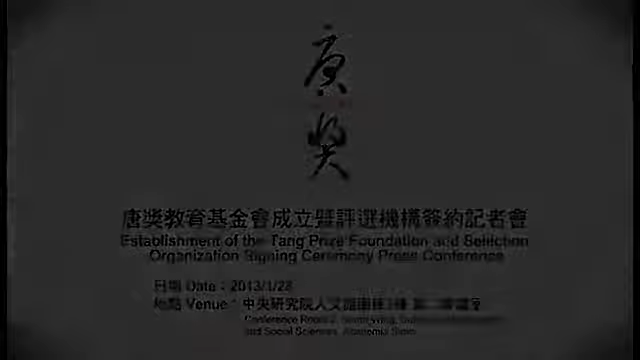 唐獎
唐獎教育基金會成立暨評選機構簽約記者會
Establishment of the Tang Prize Foundation and Selection
Organization Signing Ceremony Press Conference
日期 Date：2013/1/28
地點 Venue：中央研究院人文館
Conference Room
and Social Sciences, Academia Sinica